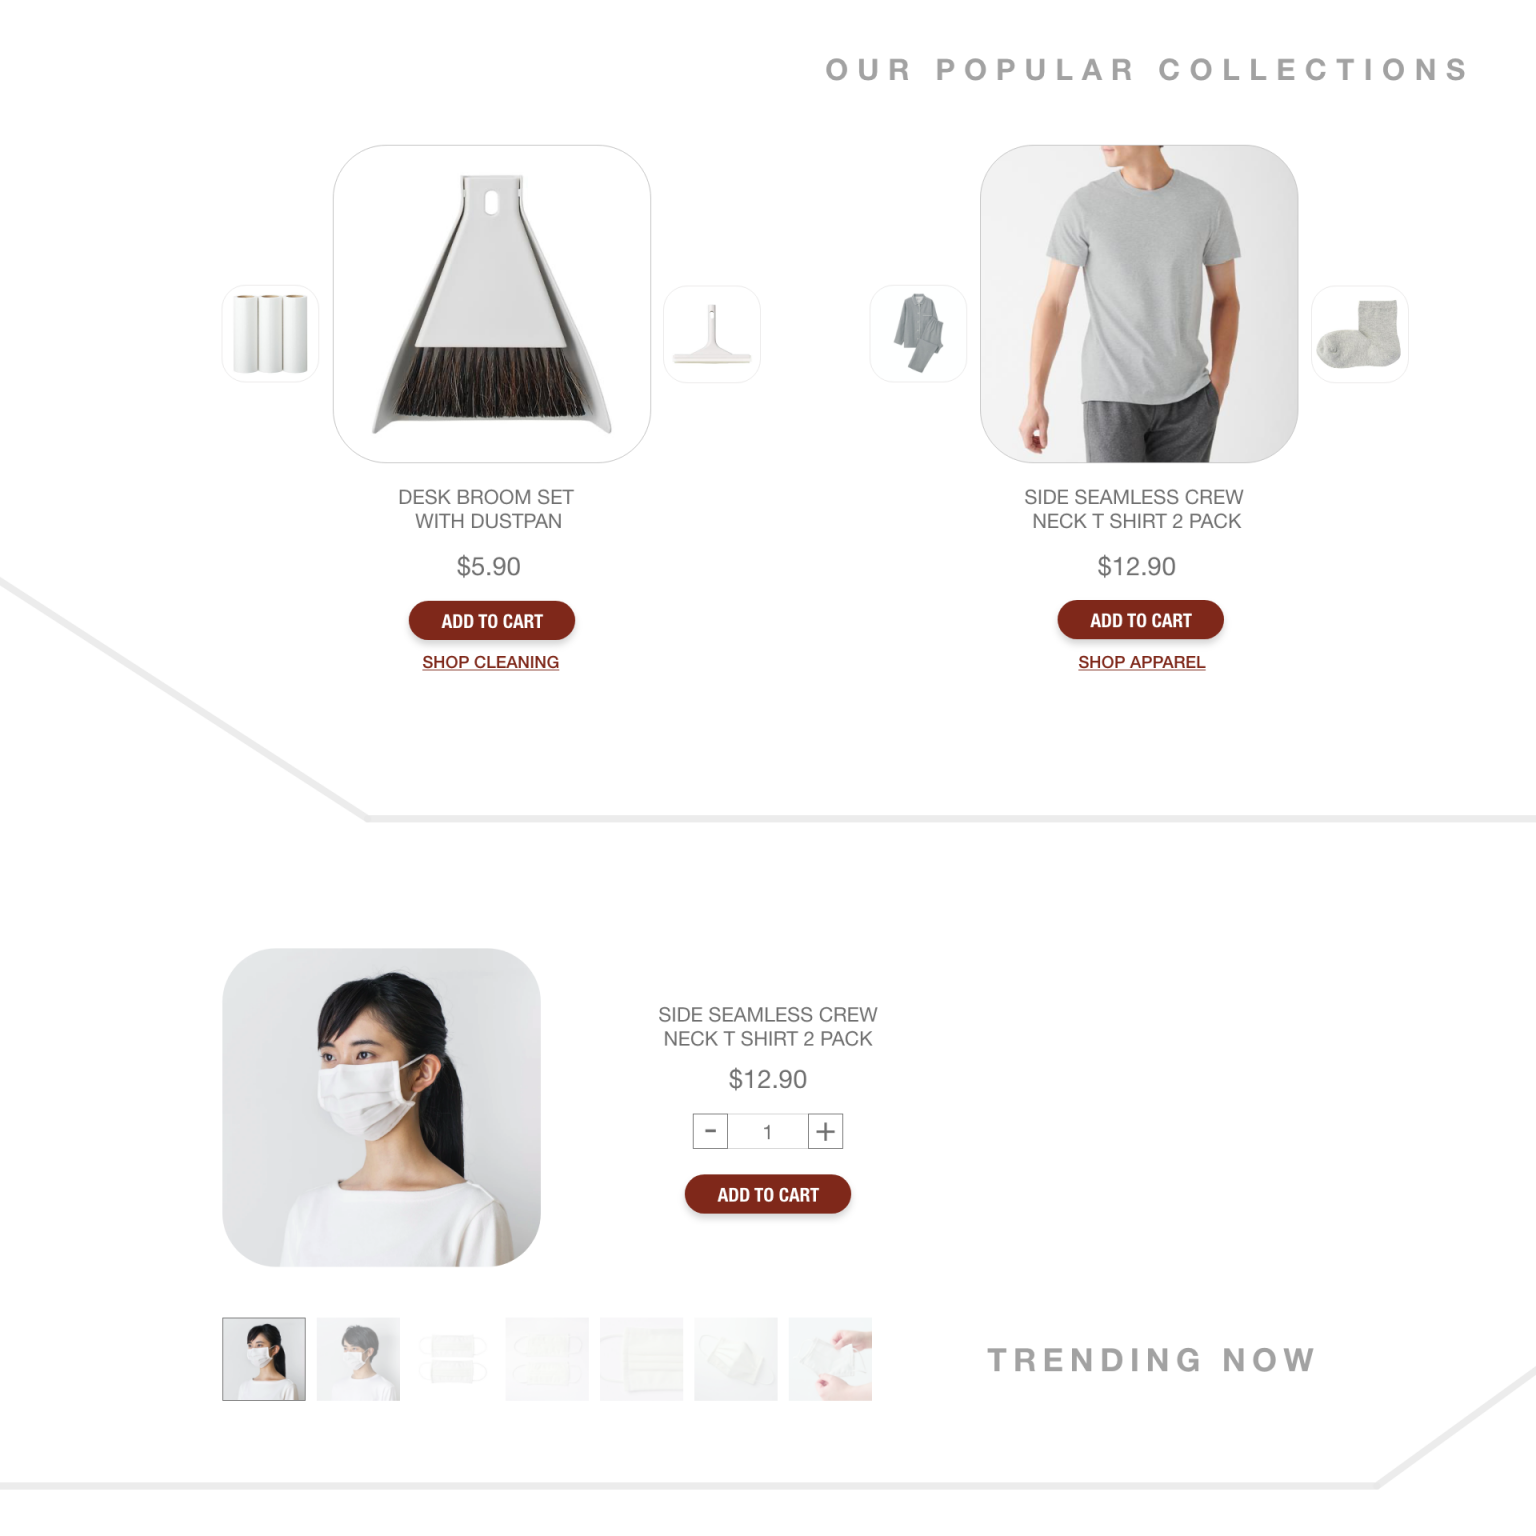 OUR POPULAR COLLECTIONS
DESK BROOM SET
WITH DUSTPAN
$5.90
ADD TO CART
SHOP CLEANING
SIDE SEAMLESS CREW
NECK T SHIRT 2 PACK
$12.90
ADD TO CART
SHOP APPAREL
SIDE SEAMLESS CREW
NECK T SHIRT 2 PACK
$12.90
- 1 +
ADD TO CART
TRENDING NOW